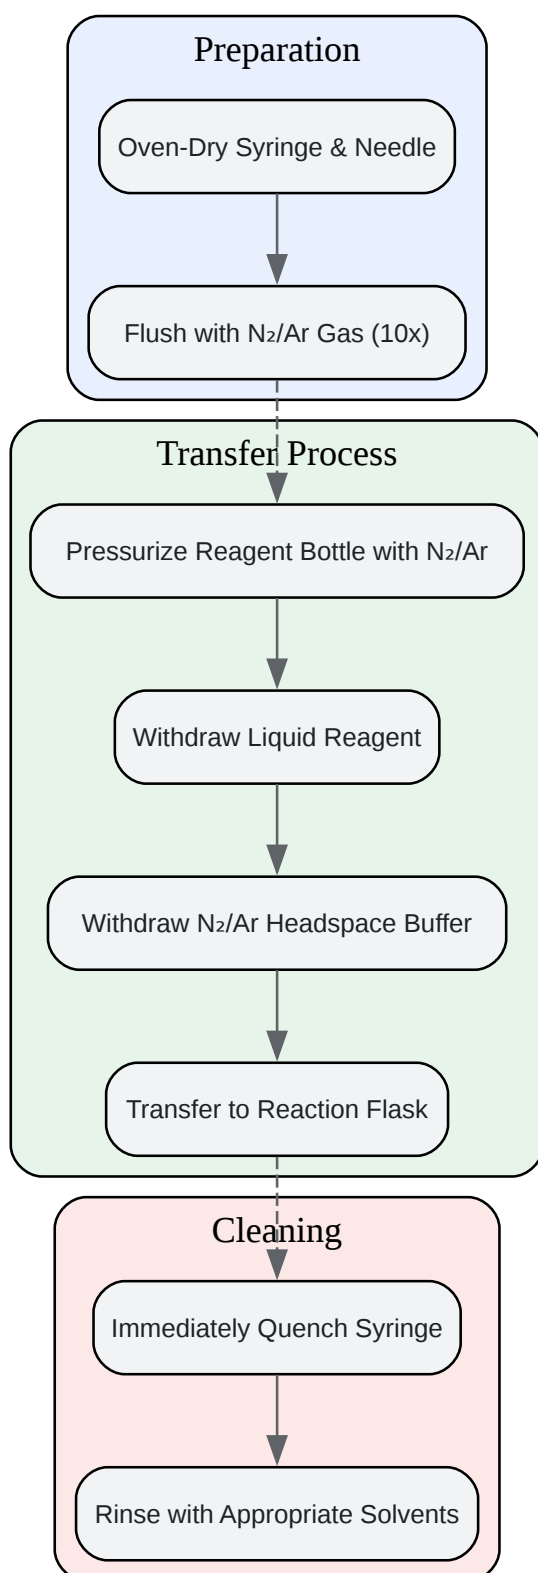 Preparation
Oven-Dry Syringe & Needle
Flush with N₂/Ar Gas (10x)
Transfer Process
Pressurize Reagent Bottle with N₂/Ar
Withdraw Liquid Reagent
Withdraw N₂/Ar Headspace Buffer
Transfer to Reaction Flask
Cleaning
Immediately Quench Syringe
Rinse with Appropriate Solvents